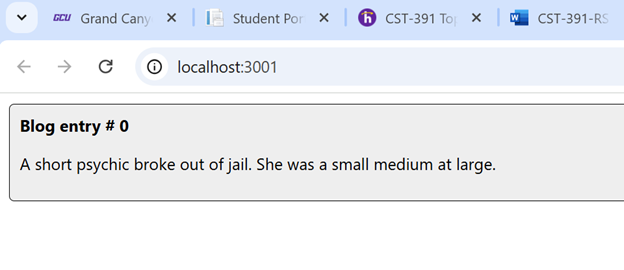 GCU Grand Cany
Student Por
CST-391 Top
CST-391-RS
localhost:3001
Blog entry # 0
A short psychic broke out of jail. She was a small medium at large.